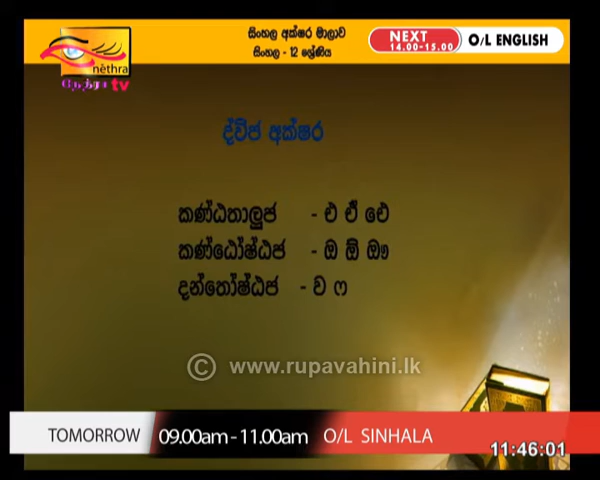 සිංහල අක්ෂර මාලාව
සිංහල - 12 ශ්‍රේණිය
NEXT
14.00-15.00
O/L ENGLISH
nethra
நேத்ரா tv
ද්විජ අක්ෂර
කණ්ඨතාලුජ - එ ඒ ඓ
කණ්ඨෝෂ්ඨජ - ඔ ඕ ඖ
දන්තෝෂ්ඨජ - ව ෆ
© www.rupavahini.lk
TOMORROW 09.00am - 11.00am O/L SINHALA
11:46:01